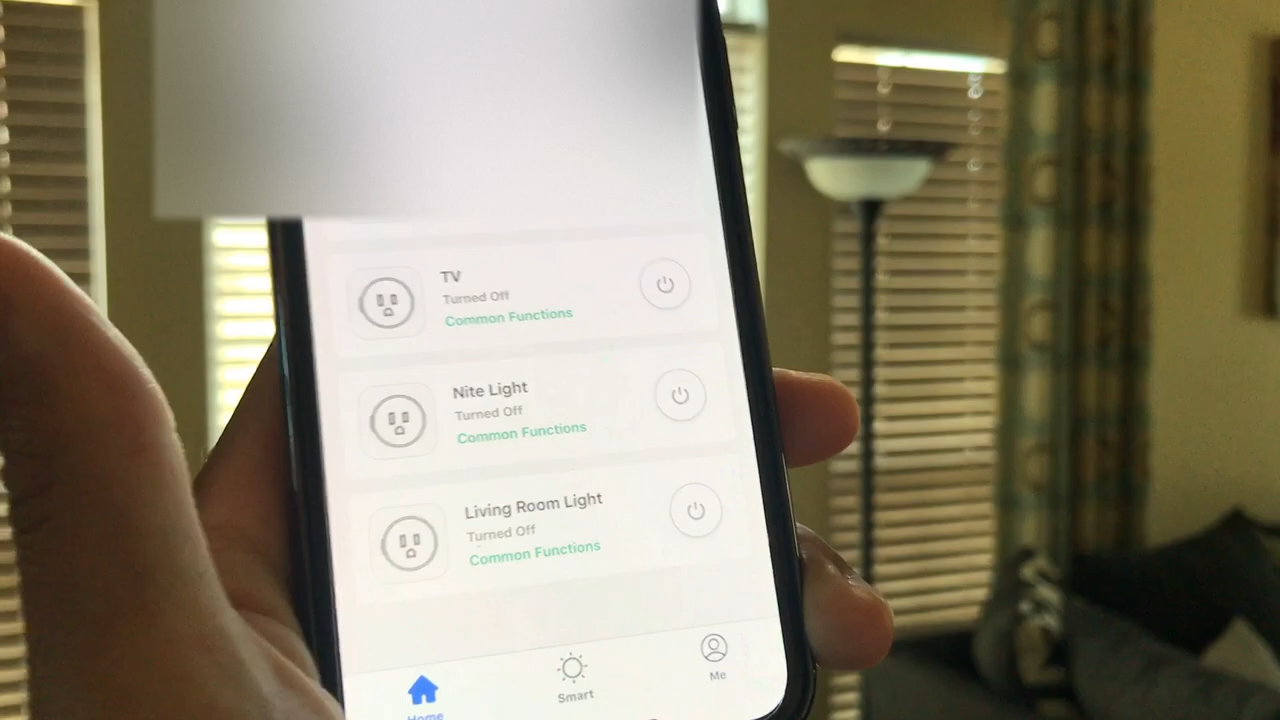 TV
Turned Off
Common Functions
Nite Light
Turned Off
Common Functions
Living Room Light
Turned Off
Common Functions
Home
Smart
Me